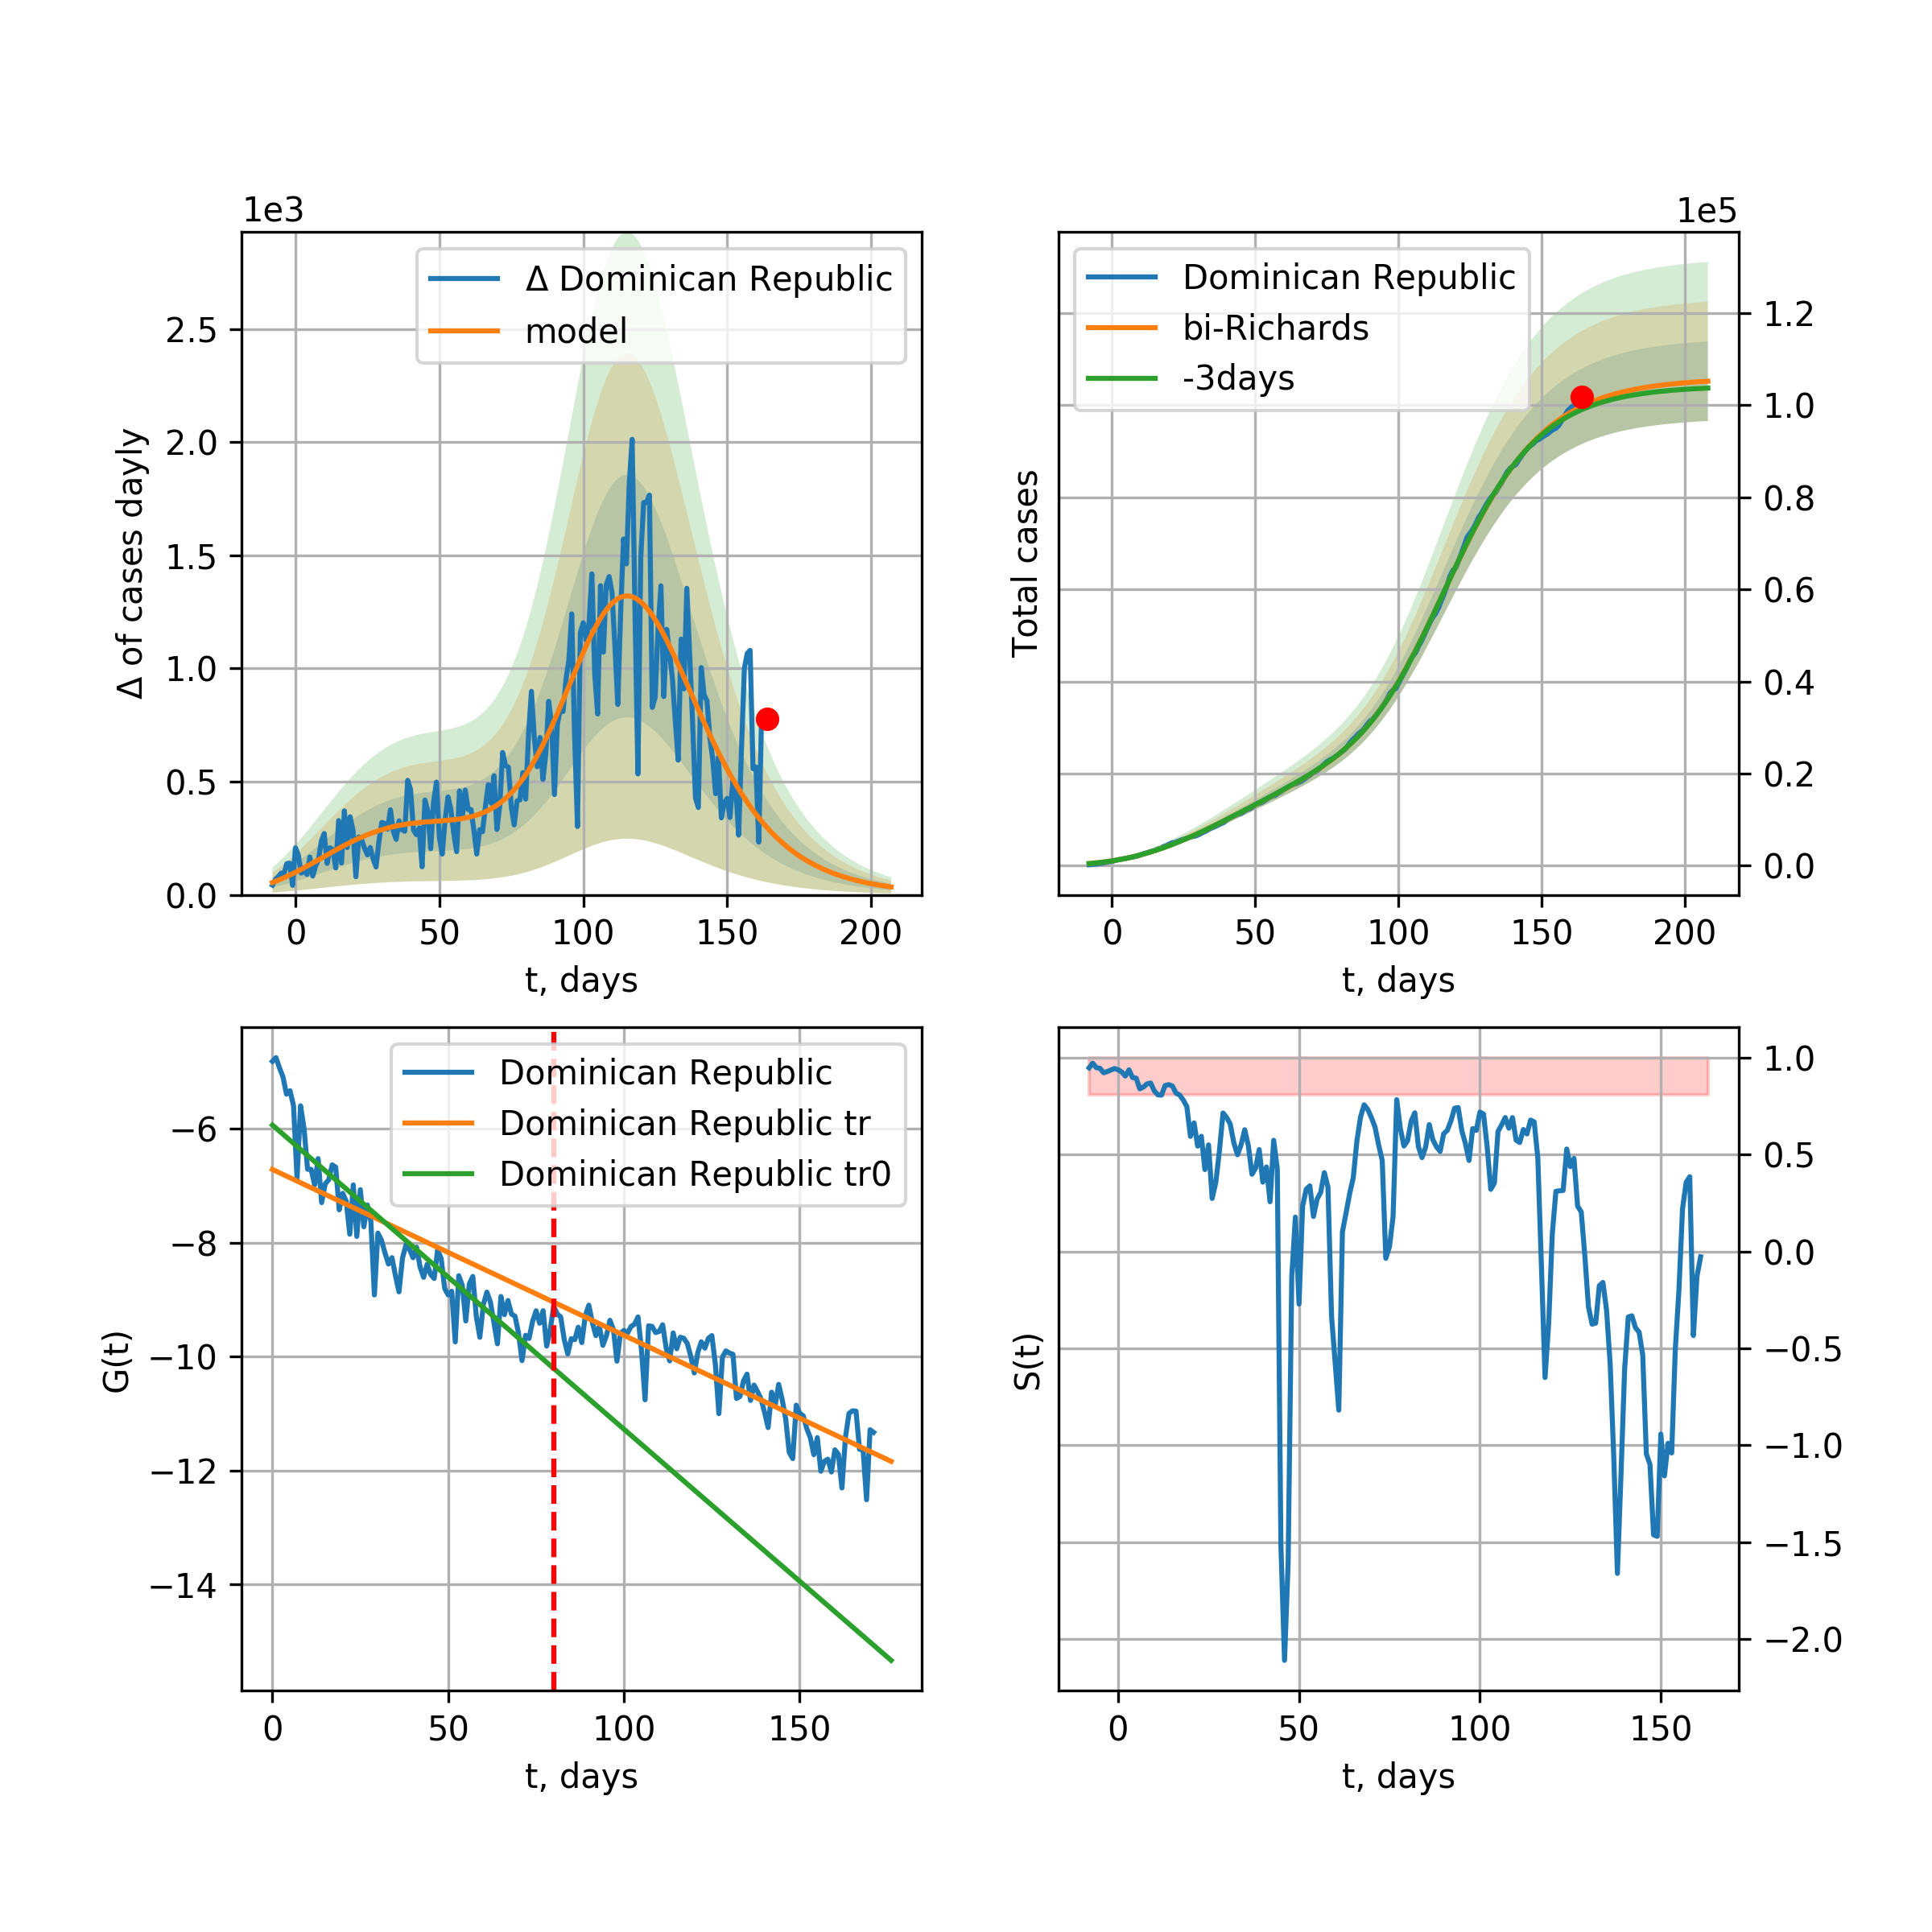 1e3
Δ Dominican Republic
model
2.5
2.0
1.5
1.0
0.5
0.0
Δ of cases dayly
0 50 100 150 200
t, days
1e5
Dominican Republic
bi-Richards
-3days
1.2
1.0
0.8
0.6
0.4
0.2
0.0
Total cases
0 50 100 150 200
t, days
Dominican Republic
Dominican Republic tr
Dominican Republic tr0
−6
−8
−10
−12
−14
G(t)
0 50 100 150
t, days
1.0
0.5
0.0
−0.5
−1.0
−1.5
−2.0
S(t)
0 50 100 150
t, days